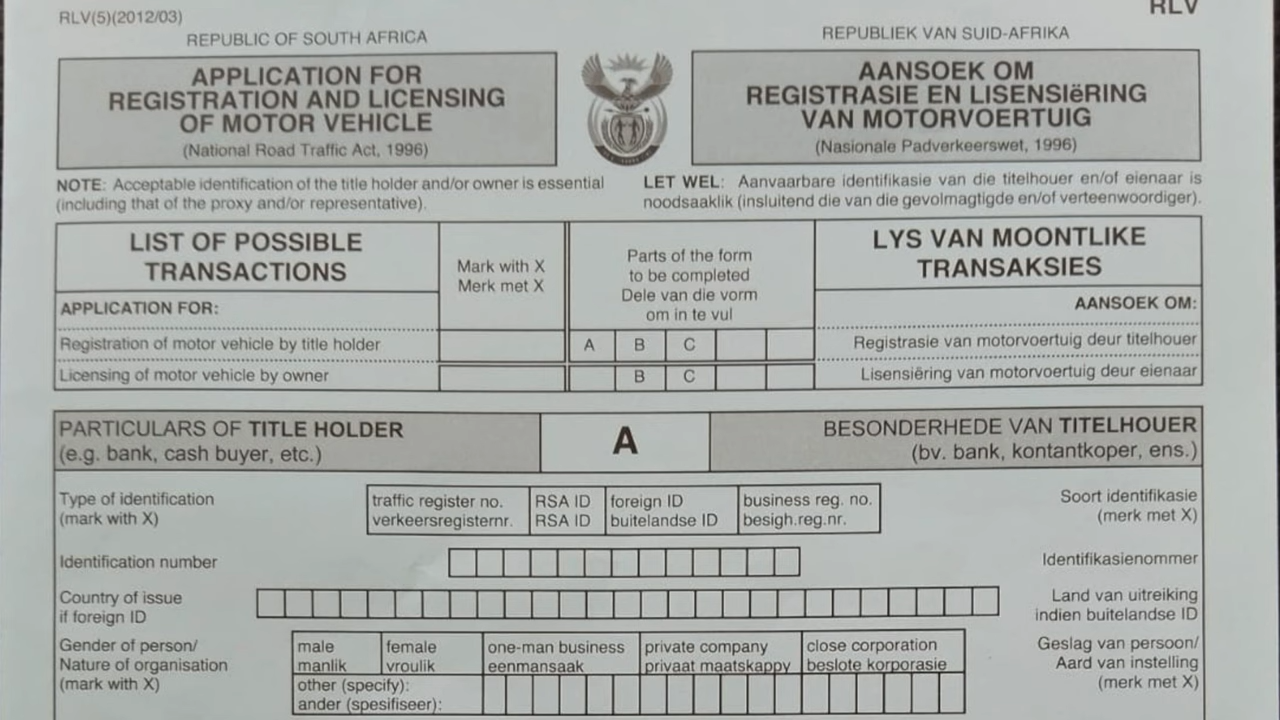 RLV(5)(2012/03)
RLV
REPUBLIC OF SOUTH AFRICA
REPUBLIEK VAN SUID-AFRIKA
APPLICATION FOR
REGISTRATION AND LICENSING
OF MOTOR VEHICLE
(National Road Traffic Act, 1996)
AANSOEK OM
REGISTRASIE EN LISENSIëRING
VAN MOTORVOERTUIG
(Nasionale Padverkeerswet, 1996)
NOTE: Acceptable identification of the title holder and/or owner is essential
(including that of the proxy and/or representative).
LET WEL: Aanvaarbare identifikasie van die titelhouer en/of eienaar is
noodsaaklik (insluitend die van die gevolmagtigde en/of verteenwoordiger).
LIST OF POSSIBLE
TRANSACTIONS
APPLICATION FOR:
Mark with X
Merk met X
Parts of the form
to be completed
Dele van die vorm
om in te vul
LYS VAN MOONTLIKE
TRANSAKSIES
AANSOEK OM:
Registration of motor vehicle by title holder A B C Registrasie van motorvoertuig deur titelhouer
Licensing of motor vehicle by owner B C Lisensiëring van motorvoertuig deur eienaar
PARTICULARS OF TITLE HOLDER
(e.g. bank, cash buyer, etc.)
A
BESONDERHEDE VAN TITELHOUER
(bv. bank, kontantkoper, ens.)
Type of identification
(mark with X)
traffic register no.
verkeersregisternr.
RSA ID
RSA ID
foreign ID
buitelandse ID
business reg. no.
besigh.reg.nr.
Soort identifikasie
(merk met X)
Identification number
Identifikasienommer
Country of issue
if foreign ID
Land van uitreiking
indien buitelandse ID
Gender of person/
Nature of organisation
(mark with X)
male
manlik
female
vroulik
one-man business
eenmansaak
private company
privaat maatskappy
close corporation
beslote korporasie
other (specify):
ander (spesifiseer):
Geslag van persoon/
Aard van instelling
(merk met X)